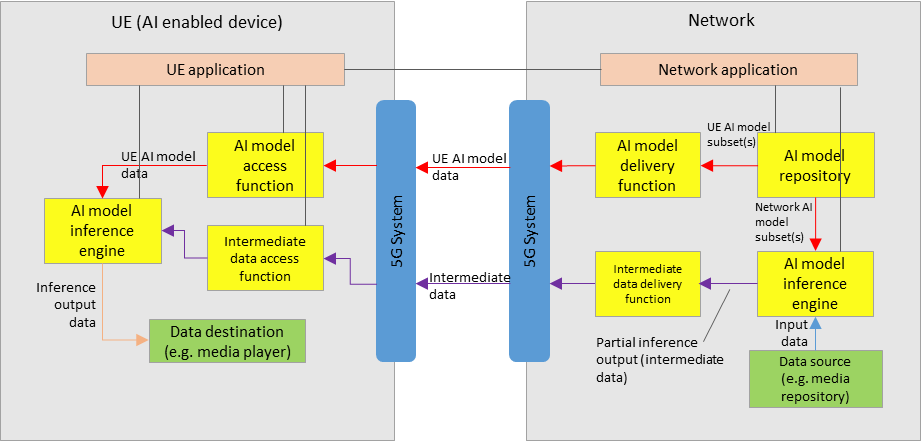 UE (AI enabled device)
Network
UE application
Network application
UE AI model
data
AI model
access
function
UE AI model
data
AI model
delivery
function
UE AI model
subset(s)
AI model
repository
AI model
inference
engine
Intermediate
data access
function
5G System
Intermediate
data
5G System
Intermediate
data delivery
function
Network AI
model
subset(s)
AI model
inference
engine
Inference
output
data
Data destination
(e.g. media player)
Partial inference
output (intermediate
data)
Input
data
Data source
(e.g. media
repository)